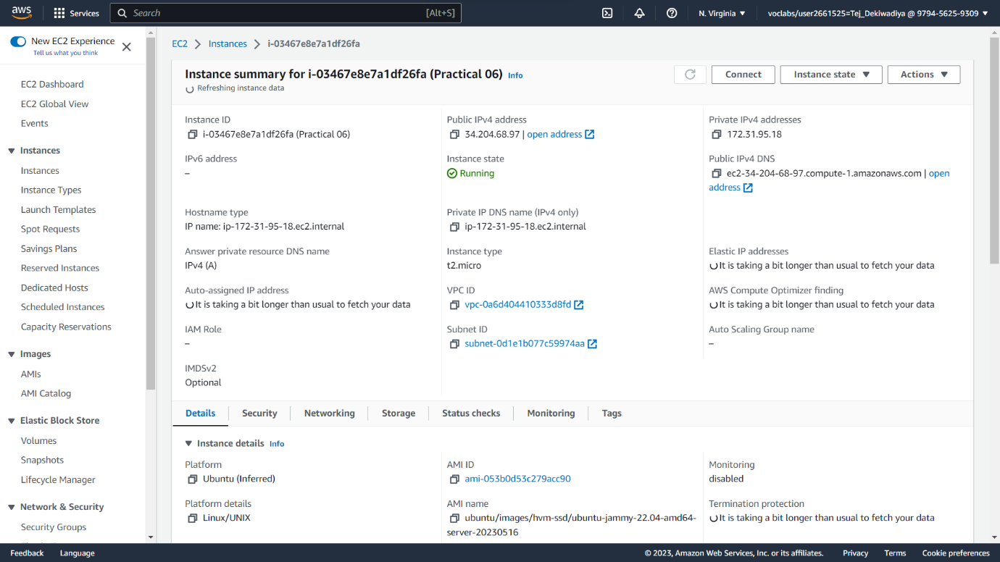 aws
Services
Search
[Alt+S]
N. Virginia
voclabs/user2661525=Tej_Dekiwadiya @ 9794-5625-9309
New EC2 Experience
Tell us what you think
EC2 Dashboard
EC2 Global View
Events
Instances
Instances
Instance Types
Launch Templates
Spot Requests
Savings Plans
Reserved Instances
Dedicated Hosts
Scheduled Instances
Capacity Reservations
Images
AMIs
AMI Catalog
Elastic Block Store
Volumes
Snapshots
Lifecycle Manager
Network & Security
Security Groups
EC2
Instances
i-03467e8e7a1df26fa
Instance summary for i-03467e8e7a1df26fa (Practical 06) Info
Refreshing instance data
Connect
Instance state
Actions
Instance ID
i-03467e8e7a1df26fa (Practical 06)
Public IPv4 address
34.204.68.97 | open address
Private IPv4 addresses
172.31.95.18
IPv6 address
–
Instance state
Running
Public IPv4 DNS
ec2-34-204-68-97.compute-1.amazonaws.com | open
address
Hostname type
IP name: ip-172-31-95-18.ec2.internal
Private IP DNS name (IPv4 only)
ip-172-31-95-18.ec2.internal
Answer private resource DNS name
IPv4 (A)
Instance type
t2.micro
Elastic IP addresses
It is taking a bit longer than usual to fetch your data
Auto-assigned IP address
It is taking a bit longer than usual to fetch your data
VPC ID
vpc-0a6d404410333d8fd
AWS Compute Optimizer finding
It is taking a bit longer than usual to fetch your data
IAM Role
–
Subnet ID
subnet-0d1e1b077c59974aa
Auto Scaling Group name
–
IMDSv2
Optional
Details
Security
Networking
Storage
Status checks
Monitoring
Tags
Instance details Info
Platform
Ubuntu (Inferred)
AMI ID
ami-053b0d53c279acc90
Monitoring
disabled
Platform details
Linux/UNIX
AMI name
ubuntu/images/hvm-ssd/ubuntu-jammy-22.04-amd64-
server-20230516
Termination protection
It is taking a bit longer than usual to fetch your data
Feedback
Language
© 2023, Amazon Web Services, Inc. or its affiliates.
Privacy
Terms
Cookie preferences